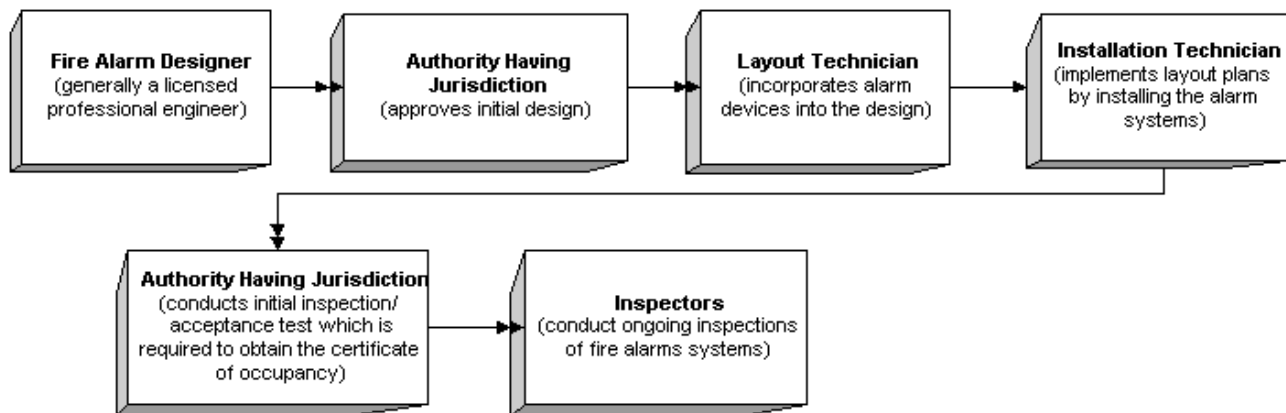 Fire Alarm Designer
(generally a licensed
professional engineer)
Authority Having
Jurisdiction
(approves initial design)
Layout Technician
(incorporates alarm
devices into the design)
Installation Technician
(implements layout plans
by installing the alarm
systems)
Authority Having Jurisdiction
(conducts initial inspection/
acceptance test which is
required to obtain the certificate
of occupancy)
Inspectors
(conduct ongoing inspections
of fire alarms systems)